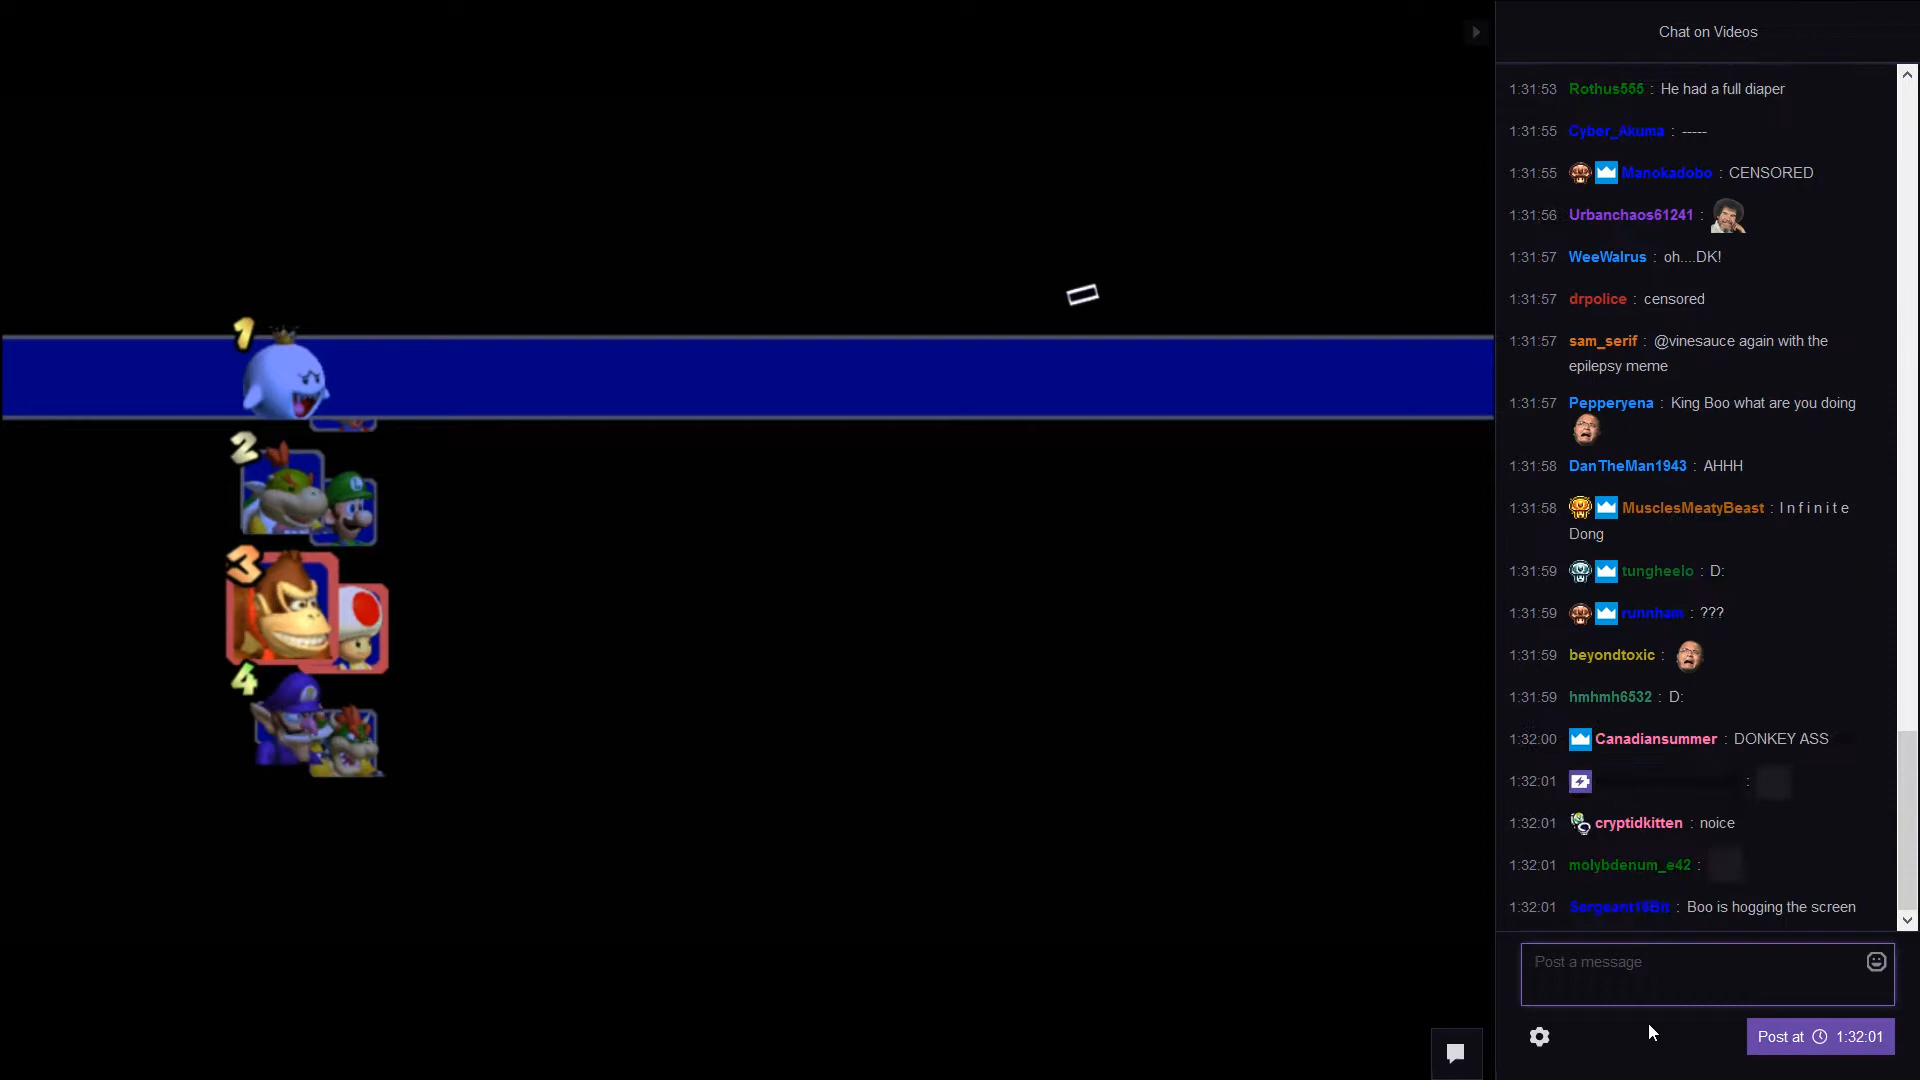 Chat on Videos
1:31:53 Rothus555 : He had a full diaper
1:31:55 Cyber_Akuma : -----
1:31:55 Manokadobo : CENSORED
1:31:56 Urbanchaos61241 :
1:31:57 WeeWalrus : oh....DK!
1:31:57 drpolice : censored
1:31:57 sam_serif : @vinesauce again with the
epilepsy meme
1:31:57 Pepperyena : King Boo what are you doing
1:31:58 DanTheMan1943 : AHHH
1:31:58 MusclesMeatyBeast : I n f i n i t e
Dong
1:31:59 tungheelo : D:
1:31:59 runnham : ???
1:31:59 beyondtoxic :
1:31:59 hmhmh6532 : D:
1:32:00 Canadiansummer : DONKEY ASS
1:32:01 :
1:32:01 cryptidkitten : noice
1:32:01 molybdenum_e42 :
1:32:01 Sergeant16Bit : Boo is hogging the screen
Post a message
Post at 1:32:01
1
2
L
3
4